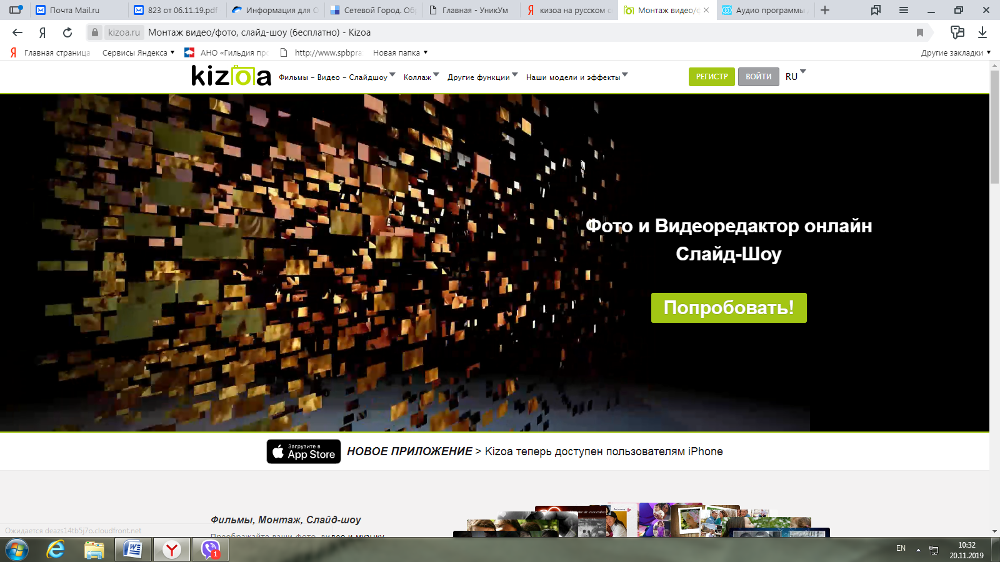 Почта Mail.ru
823 от 06.11.19.pdf
Информация для О
Сетевой Город. Обр
Главная - УникУм
кизоа на русском с
Монтаж видео/ф
Аудио программы
kizoa.ru
Монтаж видео/фото, слайд-шоу (бесплатно) - Kizoa
Главная страница
Сервисы Яндекса
АНО «Гильдия пр
http://www.spbpra
Новая папка
Другие закладки
kizoa
Фильмы – Видео – Слайдшоу
Коллаж
Другие функции
Наши модели и эффекты
РЕГИСТР
ВОЙТИ
RU
Фото и Видеоредактор онлайн
Слайд-Шоу
Попробовать!
Загрузите в
App Store
НОВОЕ ПРИЛОЖЕНИЕ > Kizoa теперь доступен пользователям iPhone
Фильмы, Монтаж, Слайд-шоу
Преображайте ваши фото, видео и музыку
Ожидается deazs14tb5j7o.cloudfront.net
1
EN
10:32
20.11.2019